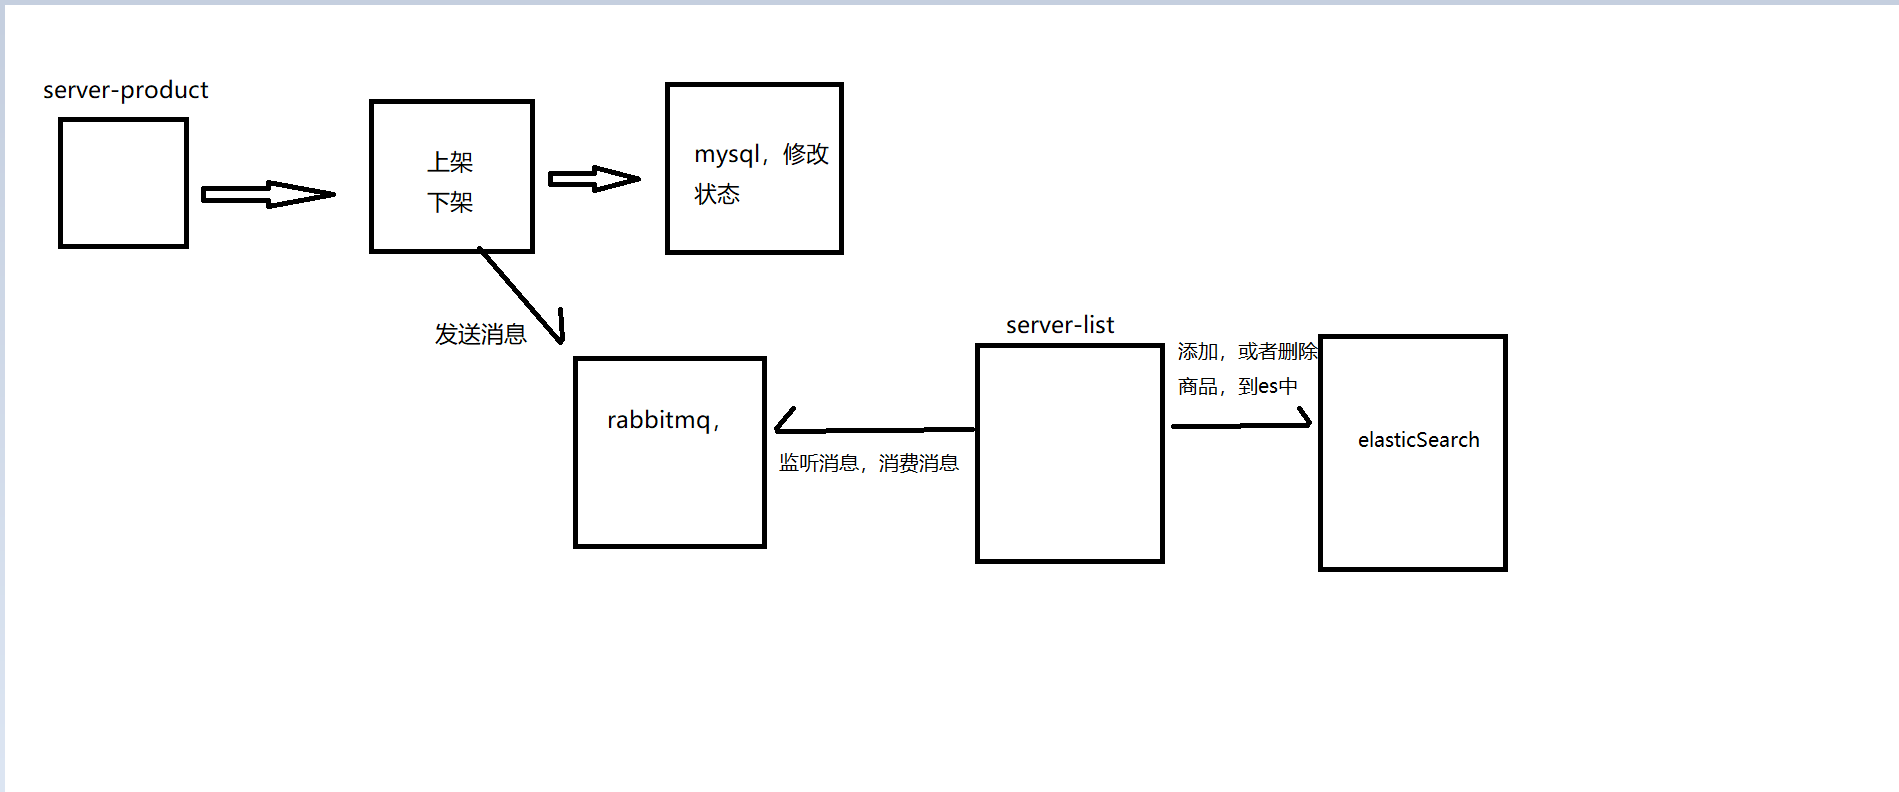 server-product
上架
下架
mysql，修改
状态
发送消息
rabbitmq，
监听消息，消费消息
server-list
添加，或者删除
商品，到es中
elasticSearch